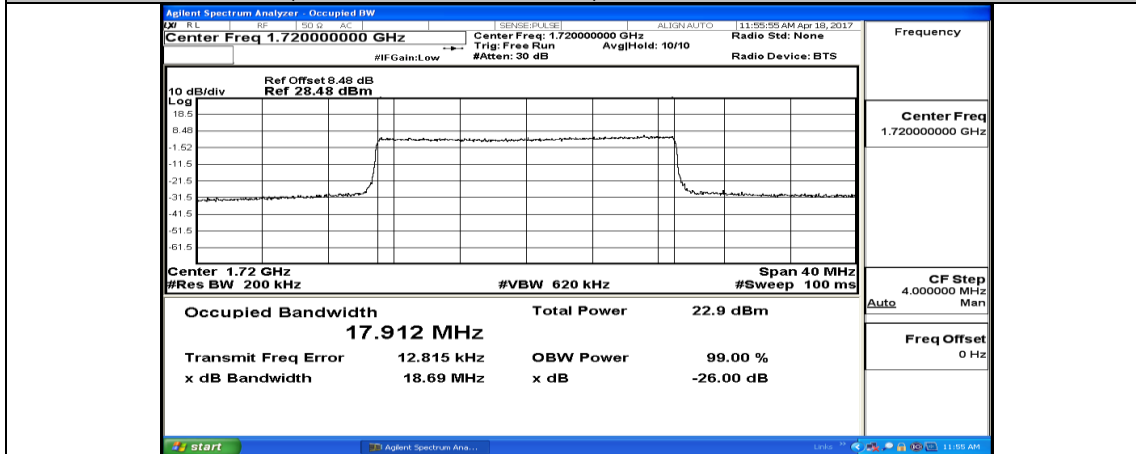 Agilent Spectrum Analyzer - Occupied BW
LXI RL RF 50 Ω AC SENSE:PULSE ALIGN AUTO 11:55:55 AM Apr 18, 2017
Center Freq 1.720000000 GHz Center Freq: 1.720000000 GHz Radio Std: None Frequency
Trig: Free Run Avg|Hold: 10/10
#IFGain:Low #Atten: 30 dB Radio Device: BTS
Ref Offset 8.48 dB
10 dB/div Ref 28.48 dBm
Log
18.5
8.48
-1.52
-11.5
-21.5
-31.5
-41.5
-51.5
-61.5
Center Freq
1.720000000 GHz
Center 1.72 GHz Span 40 MHz
#Res BW 200 kHz #VBW 620 kHz #Sweep 100 ms
CF Step
4.000000 MHz
Auto Man
Occupied Bandwidth Total Power 22.9 dBm
17.912 MHz
Freq Offset
0 Hz
Transmit Freq Error 12.815 kHz OBW Power 99.00 %
x dB Bandwidth 18.69 MHz x dB -26.00 dB
start Agilent Spectrum Ana... Links » 11:55 AM